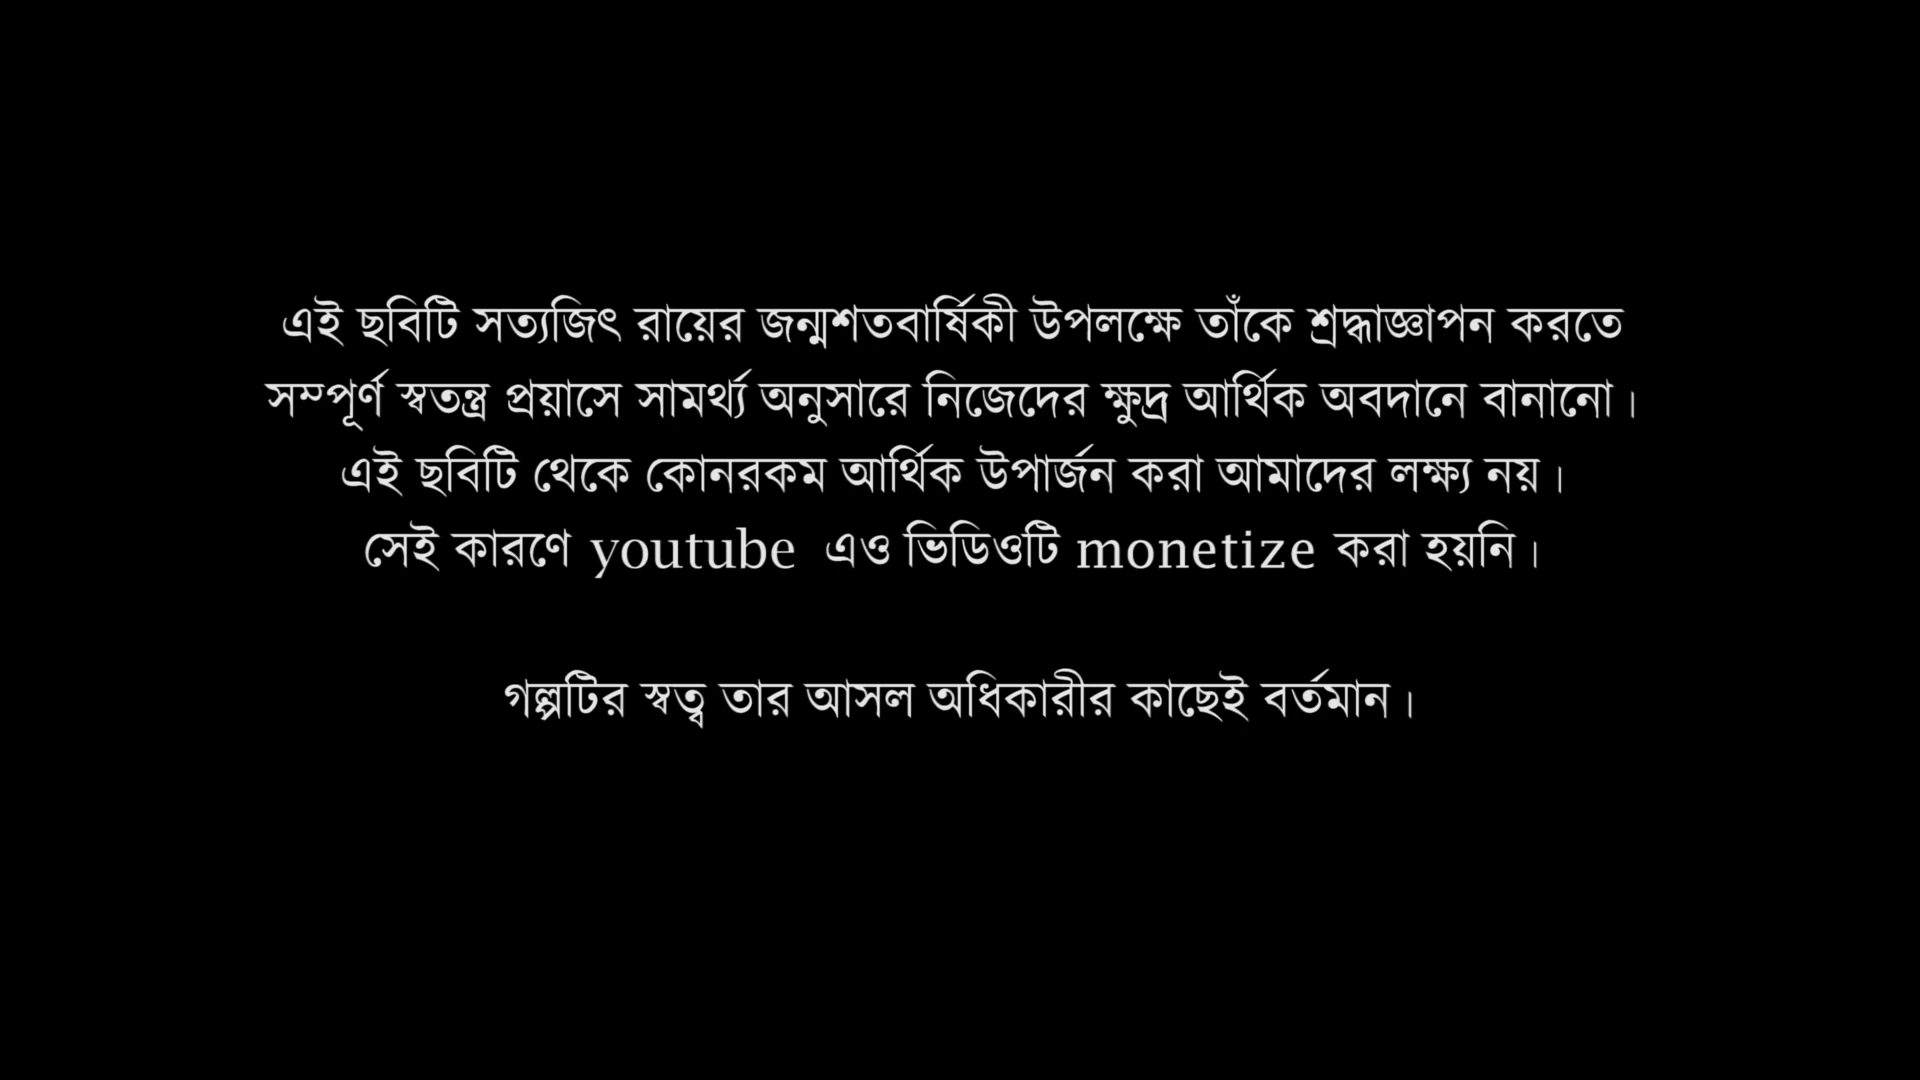 এই ছবিটি সত্যজিৎ রায়ের জন্মশতবার্ষিকী উপলক্ষে তাঁকে শ্রদ্ধাজ্ঞাপন করতে
সম্পূর্ণ স্বতন্ত্র প্রয়াসে সামর্থ্য অনুসারে নিজেদের ক্ষুদ্র আর্থিক অবদানে বানানো।
এই ছবিটি থেকে কোনরকম আর্থিক উপার্জন করা আমাদের লক্ষ্য নয়।
সেই কারণে youtube এও ভিডিওটি monetize করা হয়নি।
গল্পটির স্বত্ব তার আসল অধিকারীর কাছেই বর্তমান।